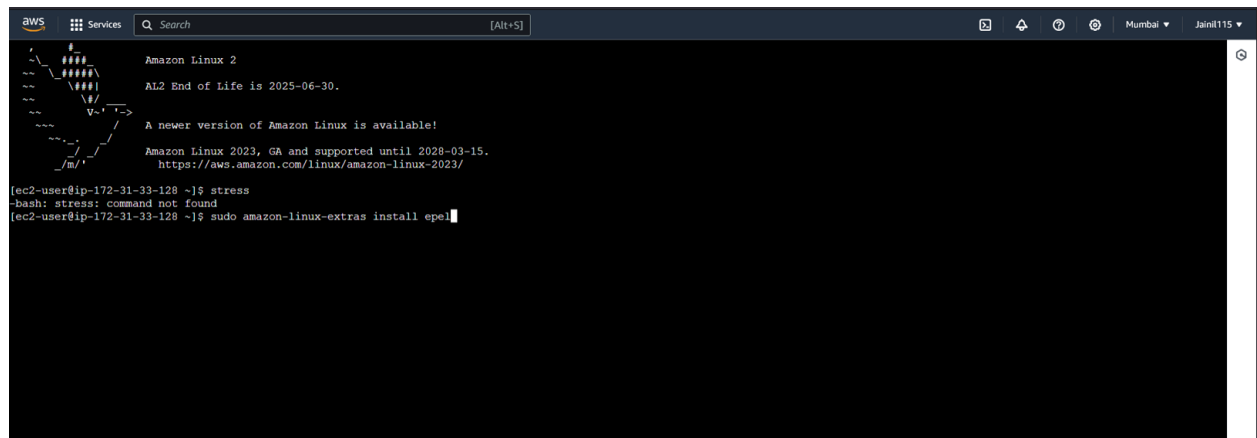 aws Services Search [Alt+S] Mumbai ▼ Jainil115 ▼
      ,     #_
      ~\_  ####_        Amazon Linux 2
     ~~  \_#####\
     ~~     \###|       AL2 End of Life is 2025-06-30.
     ~~       \#/ ___
      ~~       V~' '->
       ~~~         /    A newer version of Amazon Linux is available!
         ~~._.   _/
            _/ _/       Amazon Linux 2023, GA and supported until 2028-03-15.
          _/m/'           https://aws.amazon.com/linux/amazon-linux-2023/
[ec2-user@ip-172-31-33-128 ~]$ stress
-bash: stress: command not found
[ec2-user@ip-172-31-33-128 ~]$ sudo amazon-linux-extras install epel